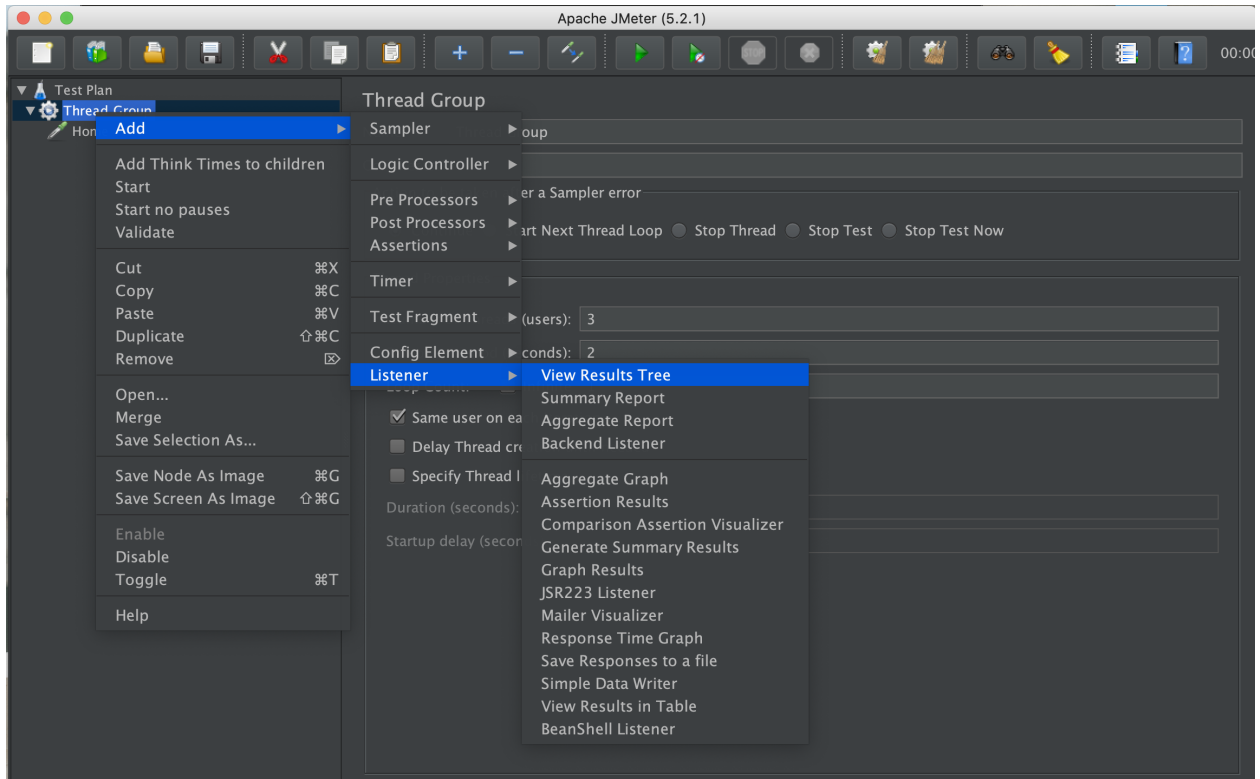 Apache JMeter (5.2.1)
00:00
Test Plan
Thread Group
Hom
Thread Group
oup
er a Sampler error
art Next Thread Loop Stop Thread Stop Test Stop Test Now
(users): 3
conds): 2
Same user on ea
Delay Thread cre
Specify Thread l
Duration (seconds):
Startup delay (secon
Add
Add Think Times to children
Start
Start no pauses
Validate
Cut ⌘X
Copy ⌘C
Paste ⌘V
Duplicate ⇧⌘C
Remove ⌦
Open...
Merge
Save Selection As...
Save Node As Image ⌘G
Save Screen As Image ⇧⌘G
Enable
Disable
Toggle ⌘T
Help
Sampler
Logic Controller
Pre Processors
Post Processors
Assertions
Timer
Test Fragment
Config Element
Listener
View Results Tree
Summary Report
Aggregate Report
Backend Listener
Aggregate Graph
Assertion Results
Comparison Assertion Visualizer
Generate Summary Results
Graph Results
JSR223 Listener
Mailer Visualizer
Response Time Graph
Save Responses to a file
Simple Data Writer
View Results in Table
BeanShell Listener